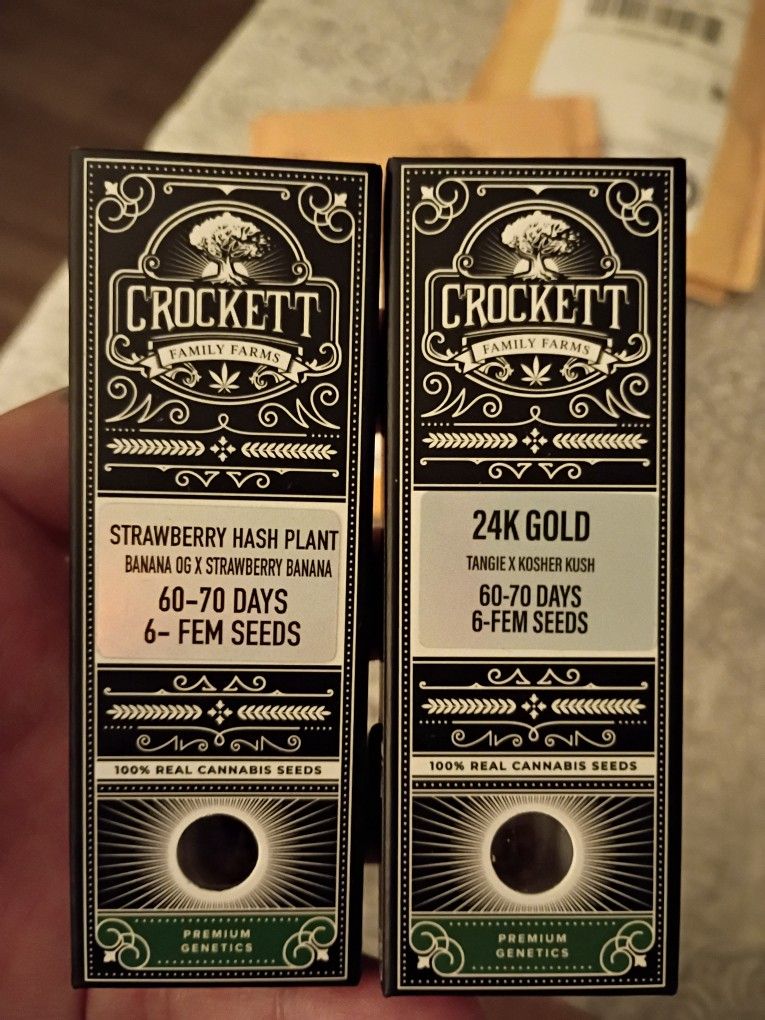 CROCKETT
FAMILY FARMS
STRAWBERRY HASH PLANT
BANANA OG X STRAWBERRY BANANA
60-70 DAYS
6- FEM SEEDS
100% REAL CANNABIS SEEDS
PREMIUM
GENETICS
CROCKETT
FAMILY FARMS
24K GOLD
TANGIE X KOSHER KUSH
60-70 DAYS
6-FEM SEEDS
100% REAL CANNABIS SEEDS
PREMIUM
GENETICS